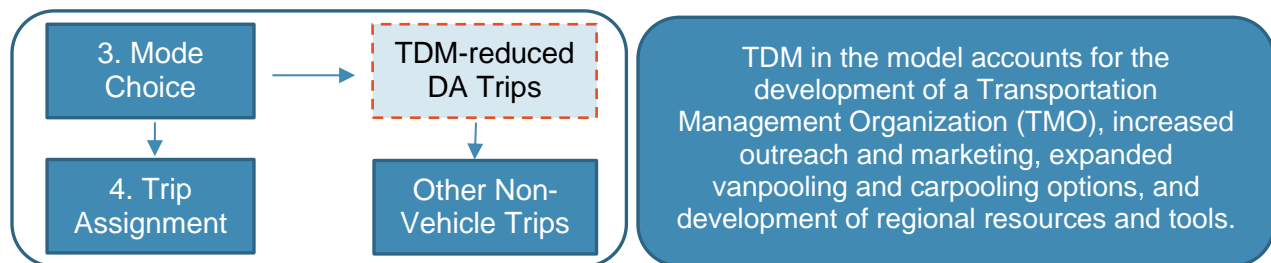 3. Mode
Choice
TDM-reduced
DA Trips
4. Trip
Assignment
Other Non-
Vehicle Trips
TDM in the model accounts for the
development of a Transportation
Management Organization (TMO), increased
outreach and marketing, expanded
vanpooling and carpooling options, and
development of regional resources and tools.